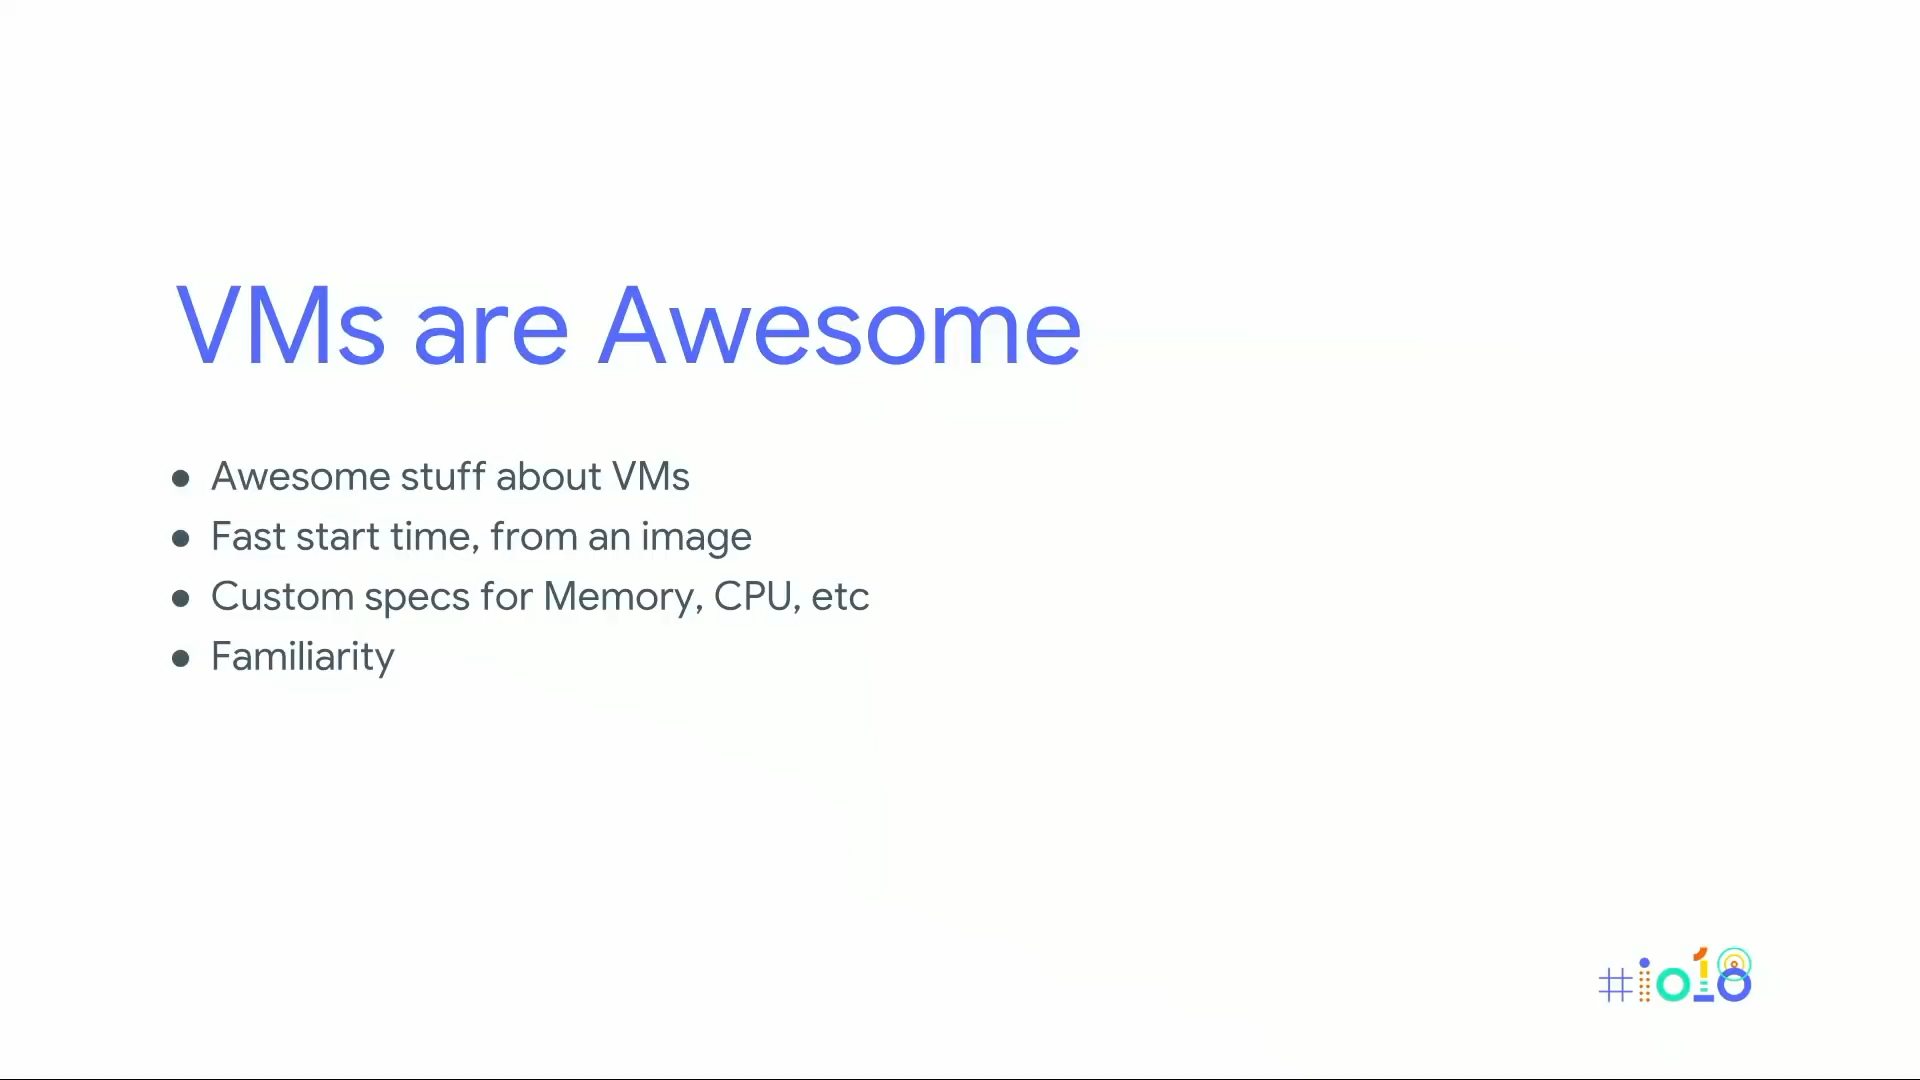 VMs are Awesome
● Awesome stuff about VMs
● Fast start time, from an image
● Custom specs for Memory, CPU, etc
● Familiarity
#io18